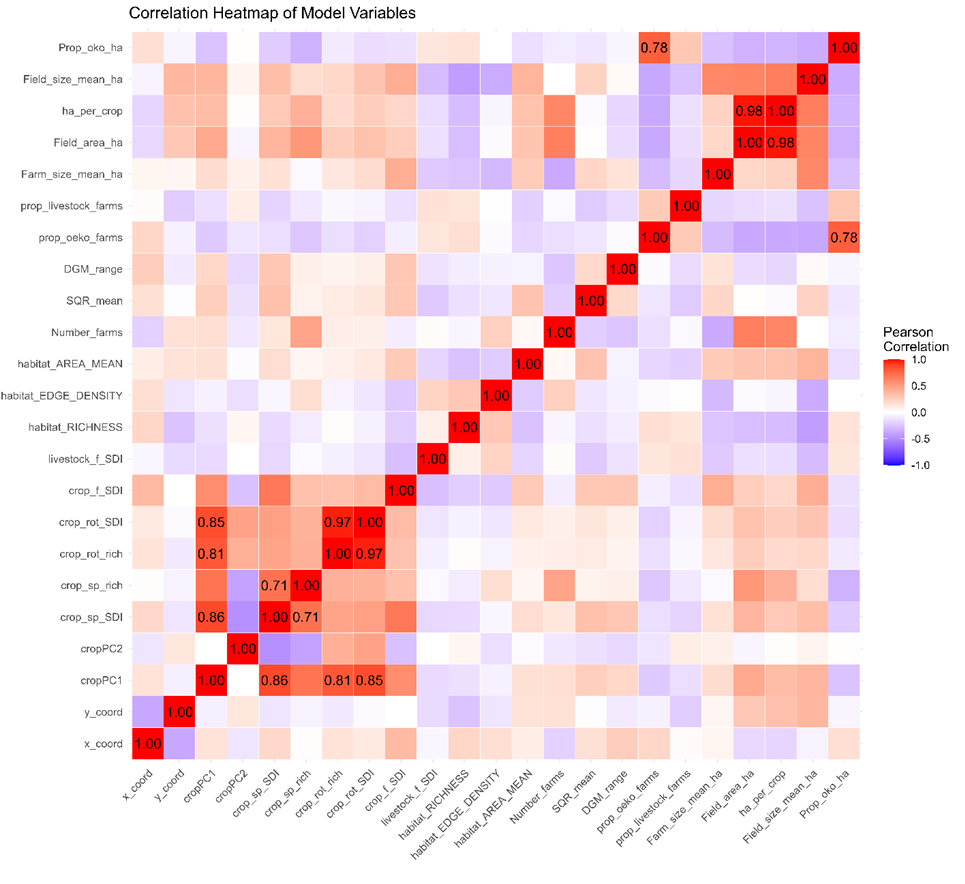 Correlation Heatmap of Model Variables
Prop_oko_ha 0.78 1.00
Field_size_mean_ha 1.00
ha_per_crop 0.98 1.00
Field_area_ha 1.00 0.98
Farm_size_mean_ha 1.00
prop_livestock_farms 1.00
prop_oeko_farms 1.00 0.78
DGM_range 1.00
SQR_mean 1.00
Number_farms 1.00
habitat_AREA_MEAN 1.00
habitat_EDGE_DENSITY 1.00
habitat_RICHNESS 1.00
livestock_f_SDI 1.00
crop_f_SDI 1.00
crop_rot_SDI 0.85 0.97 1.00
crop_rot_rich 0.81 1.00 0.97
crop_sp_rich 0.71 1.00
crop_sp_SDI 0.86 1.00 0.71
cropPC2 1.00
cropPC1 1.00 0.86 0.81 0.85
y_coord 1.00
x_coord 1.00
x_coord
y_coord
cropPC1
cropPC2
crop_sp_SDI
crop_sp_rich
crop_rot_rich
crop_rot_SDI
crop_f_SDI
livestock_f_SDI
habitat_RICHNESS
habitat_EDGE_DENSITY
habitat_AREA_MEAN
Number_farms
SQR_mean
DGM_range
prop_oeko_farms
prop_livestock_farms
Farm_size_mean_ha
Field_area_ha
ha_per_crop
Field_size_mean_ha
Prop_oko_ha
Pearson
Correlation
1.0
0.5
0.0
-0.5
-1.0